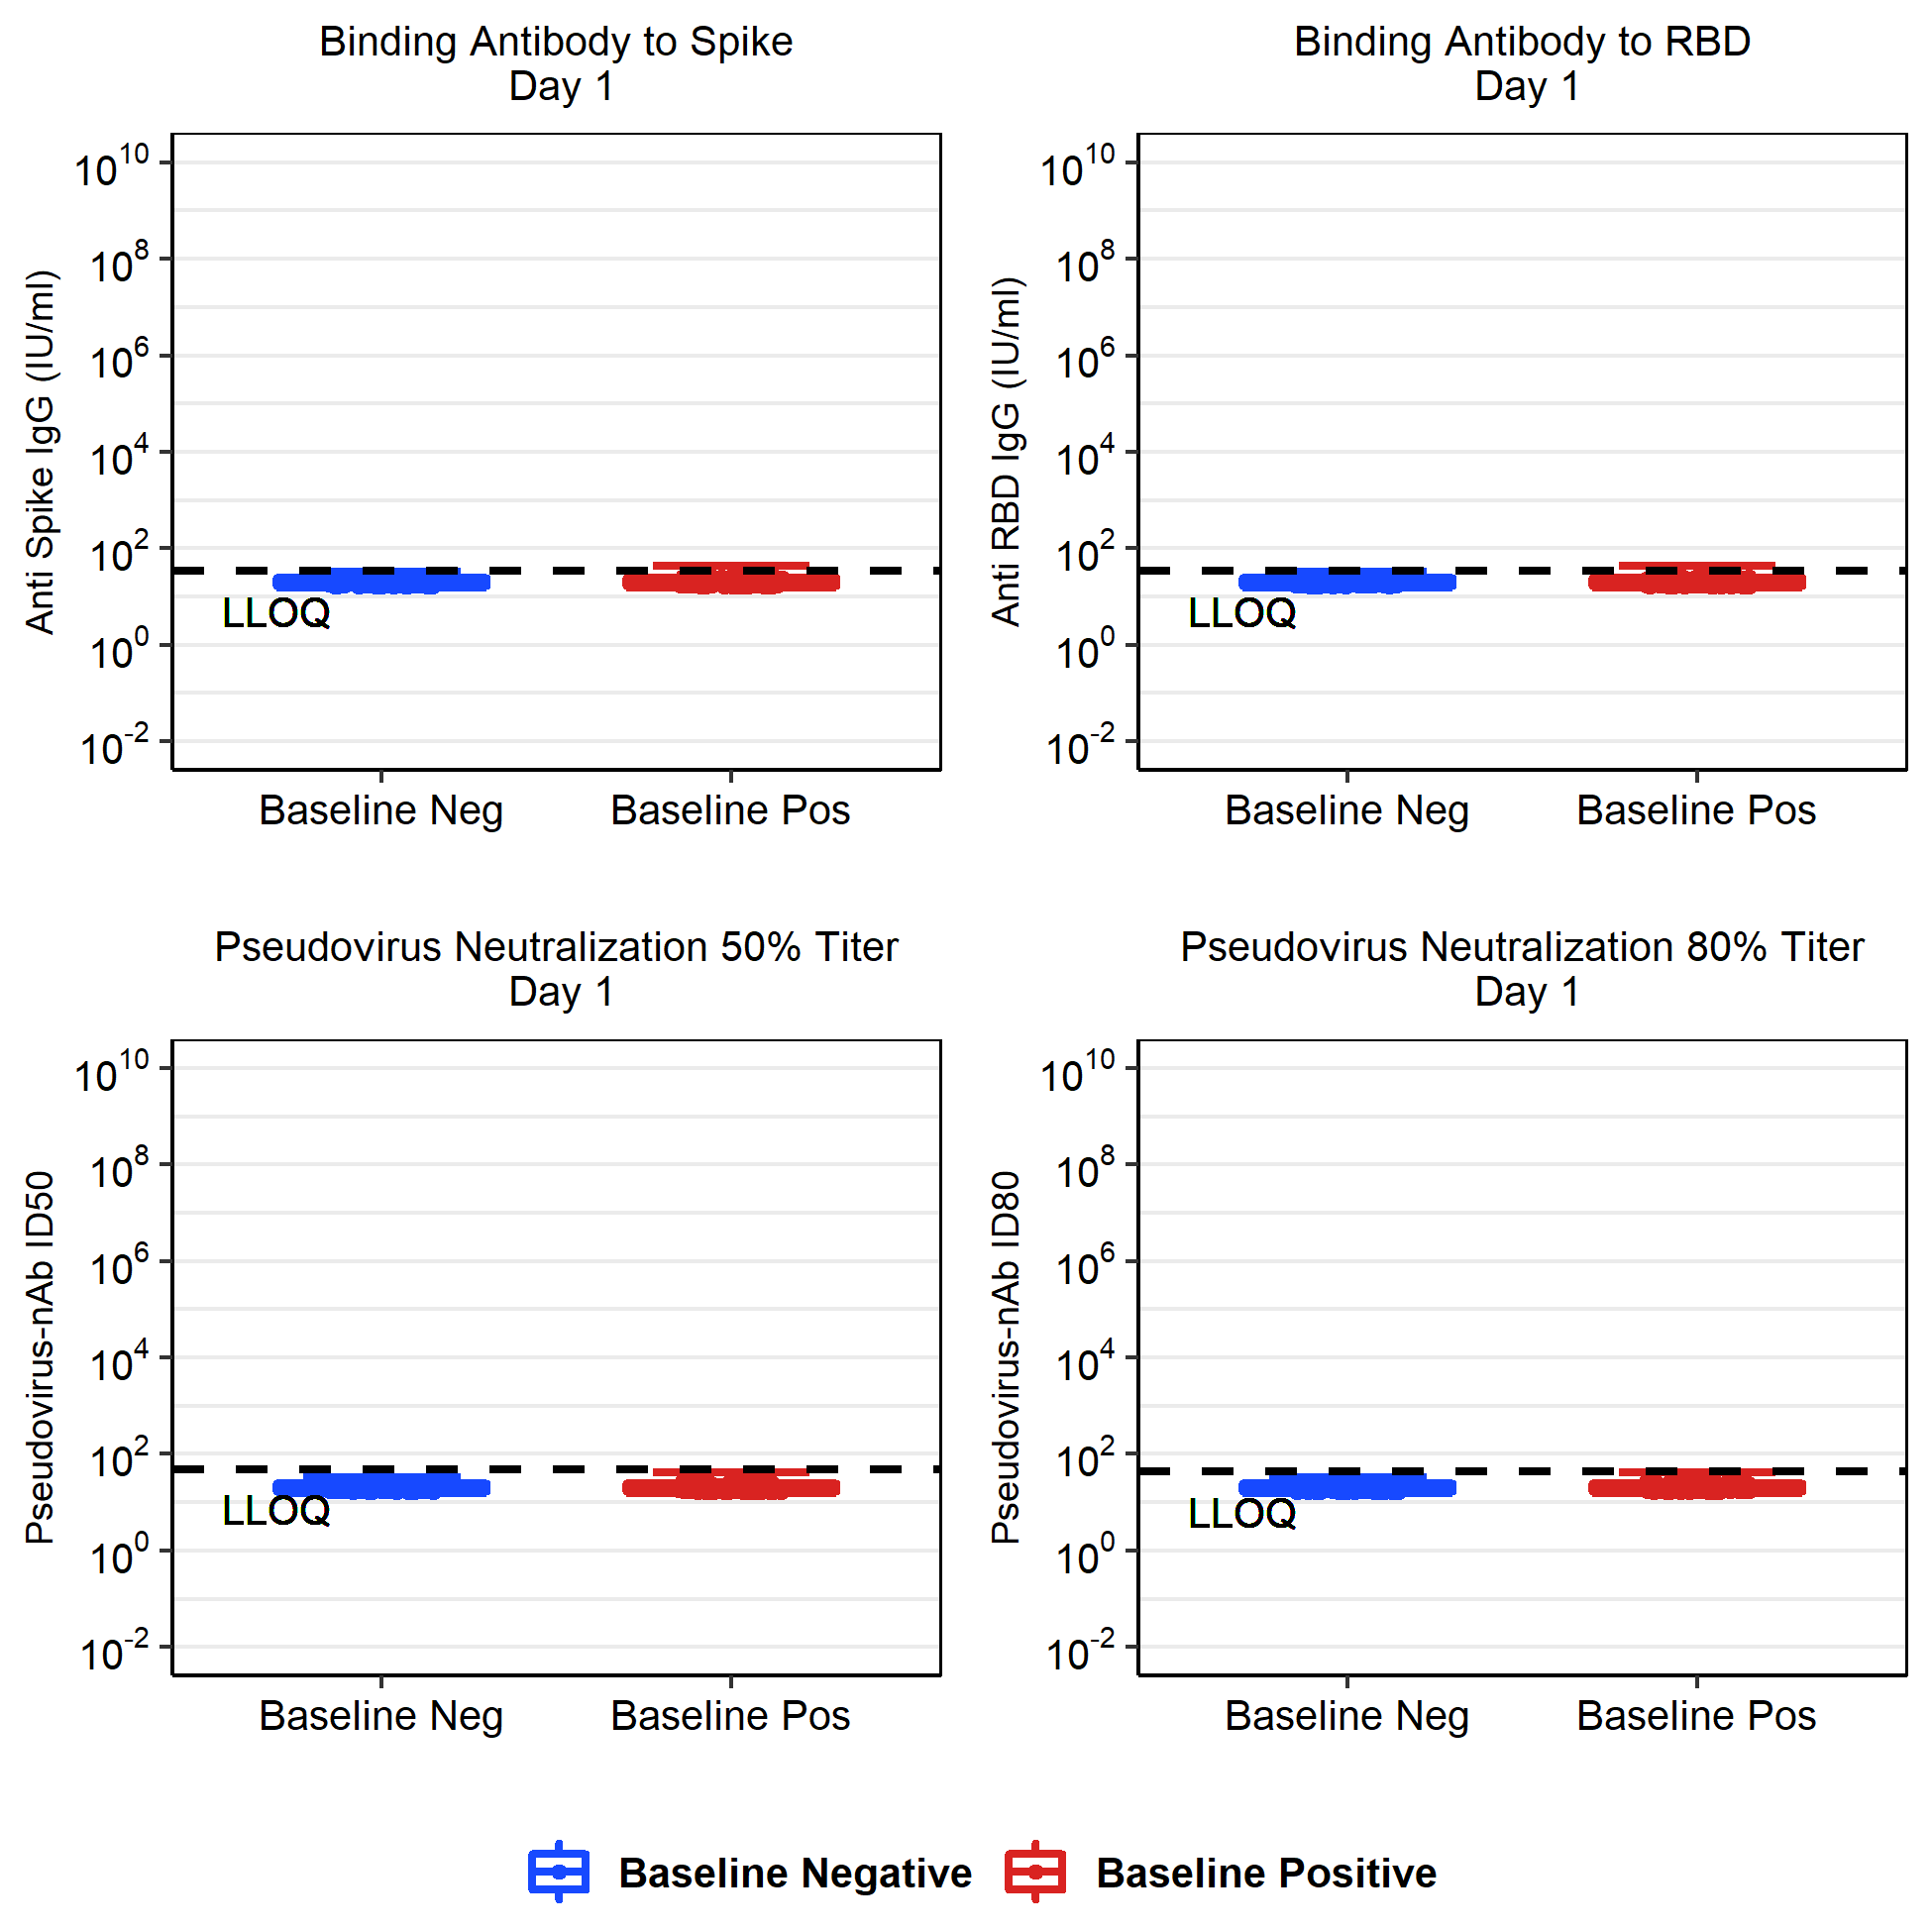 Binding Antibody to Spike
Day 1
Anti Spike IgG (IU/ml)
10^10
10^8
10^6
10^4
10^2
10^0
10^-2
LLOQ
Baseline Neg
Baseline Pos
Binding Antibody to RBD
Day 1
Anti RBD IgG (IU/ml)
10^10
10^8
10^6
10^4
10^2
10^0
10^-2
LLOQ
Baseline Neg
Baseline Pos
Pseudovirus Neutralization 50% Titer
Day 1
Pseudovirus-nAb ID50
10^10
10^8
10^6
10^4
10^2
10^0
10^-2
LLOQ
Baseline Neg
Baseline Pos
Pseudovirus Neutralization 80% Titer
Day 1
Pseudovirus-nAb ID80
10^10
10^8
10^6
10^4
10^2
10^0
10^-2
LLOQ
Baseline Neg
Baseline Pos
Baseline Negative
Baseline Positive